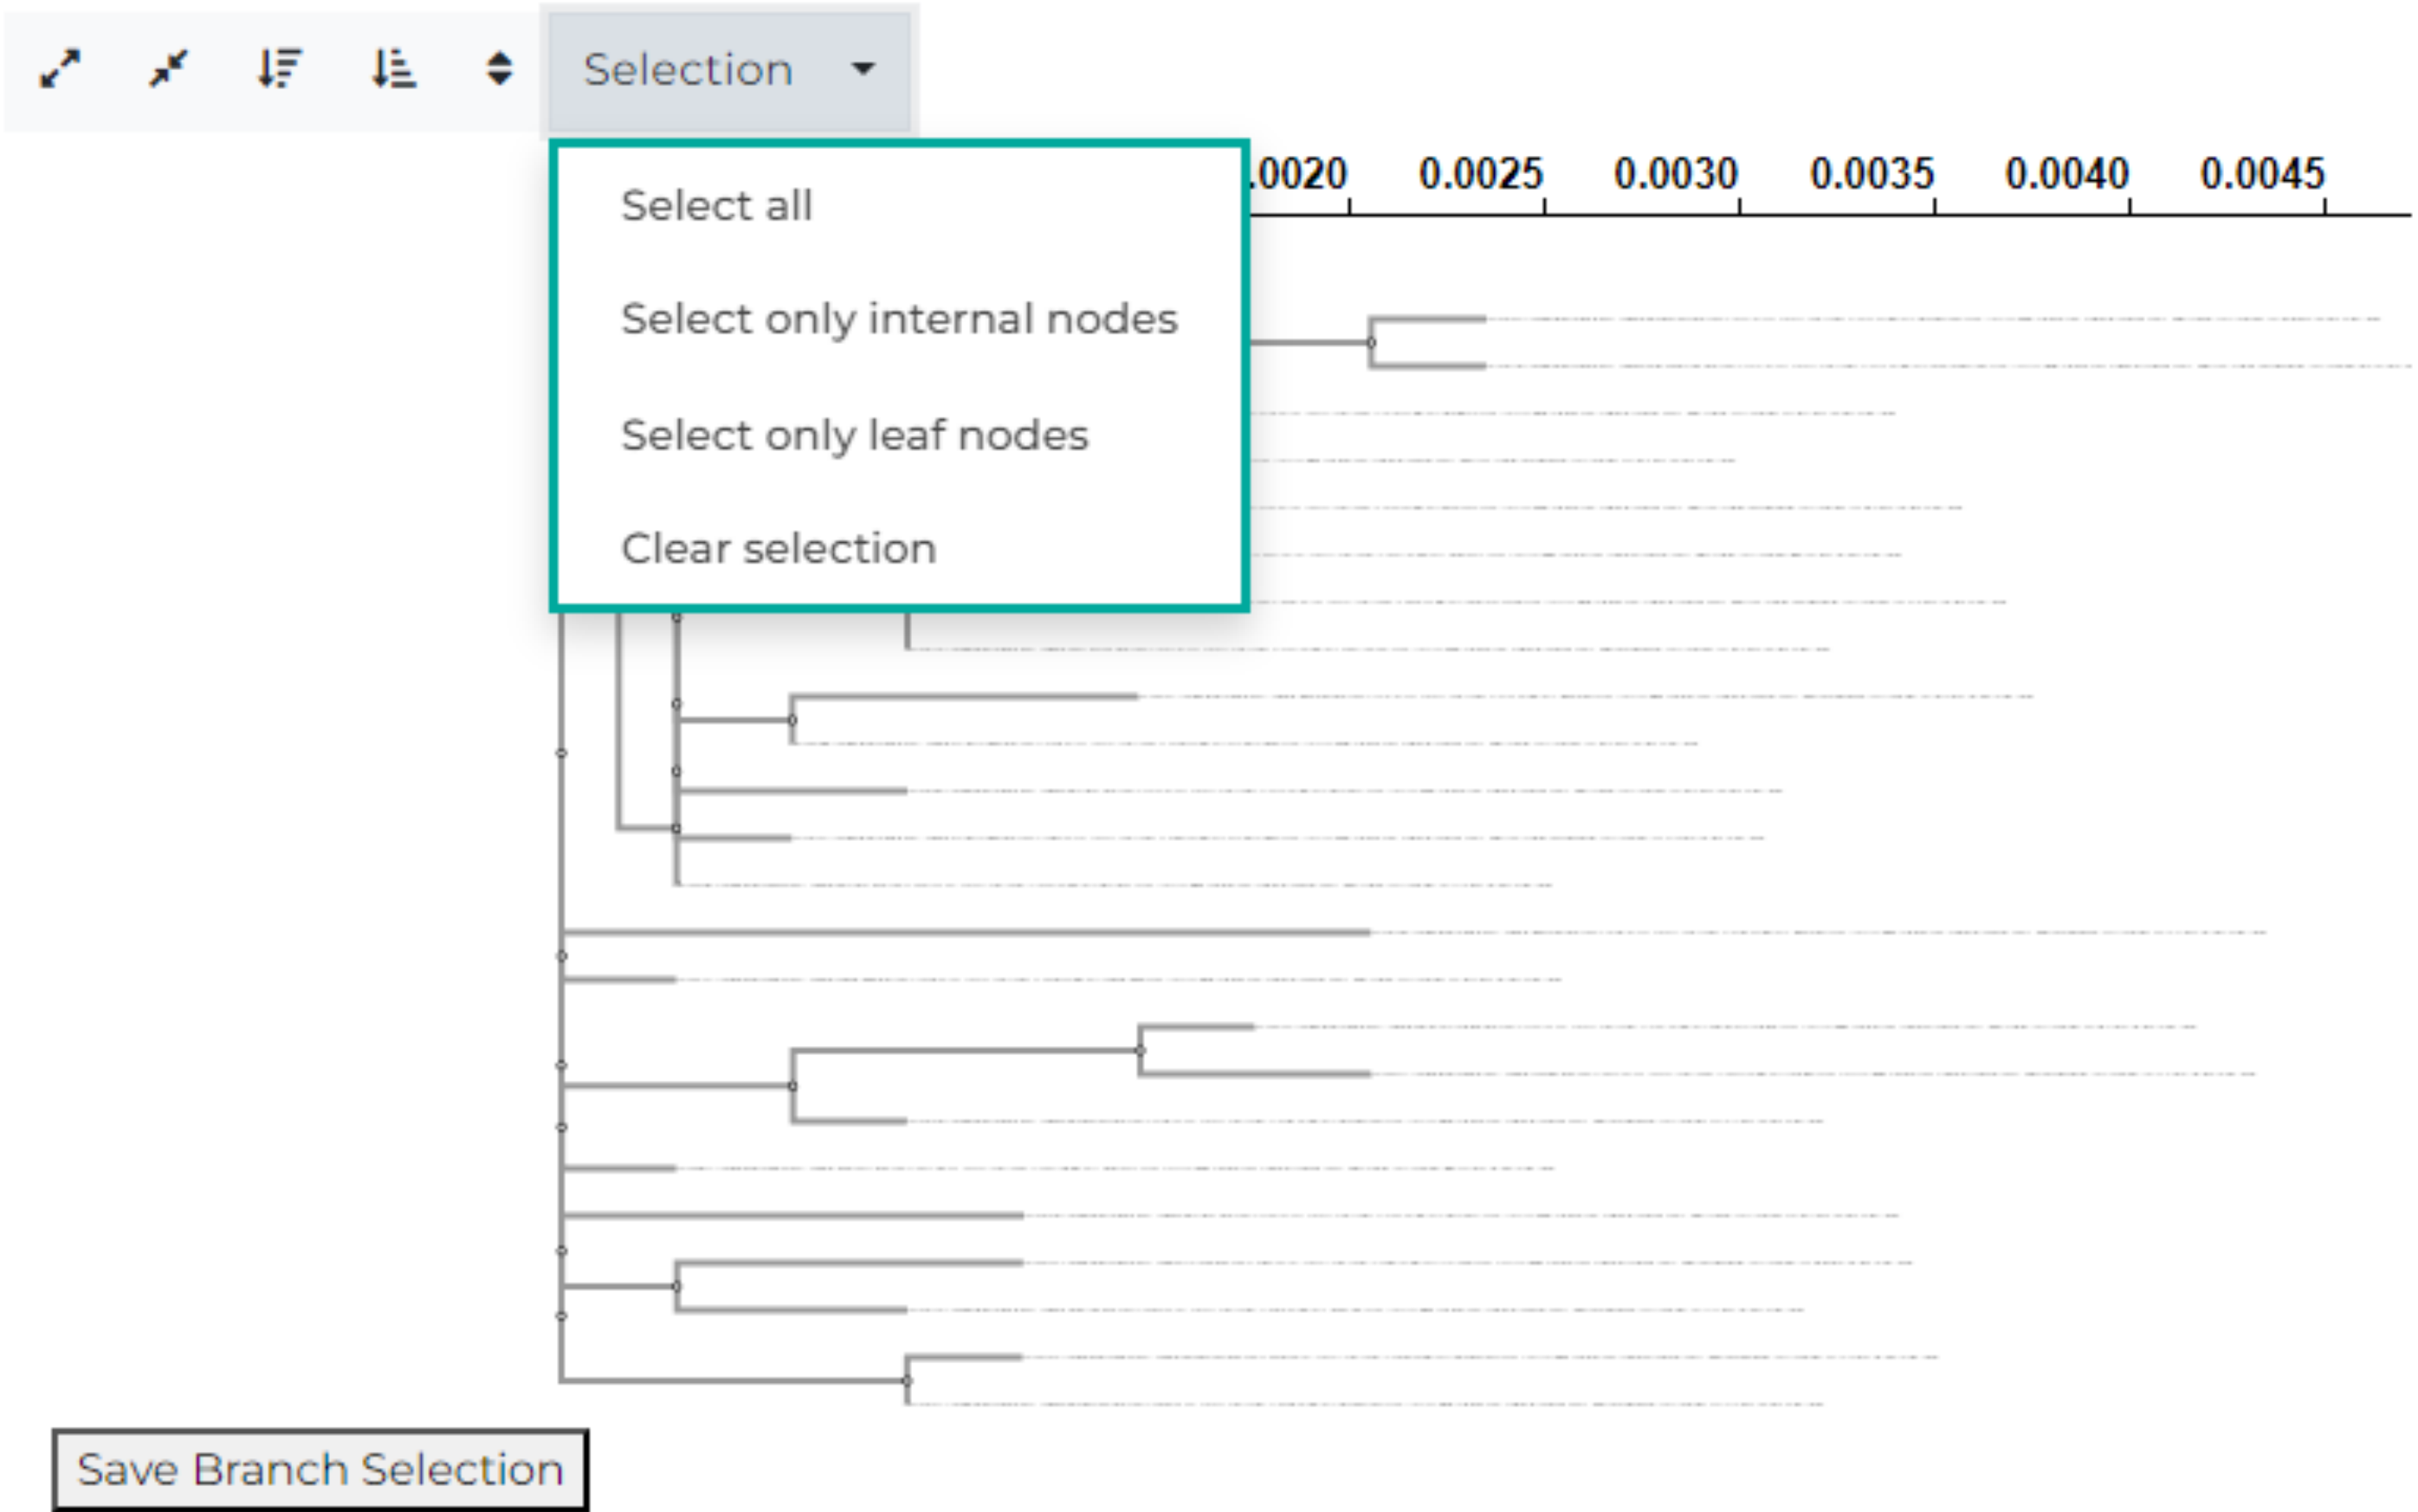 Selection
Select all
.0020 0.0025 0.0030 0.0035 0.0040 0.0045
Select only internal nodes
Select only leaf nodes
Clear selection
Save Branch Selection